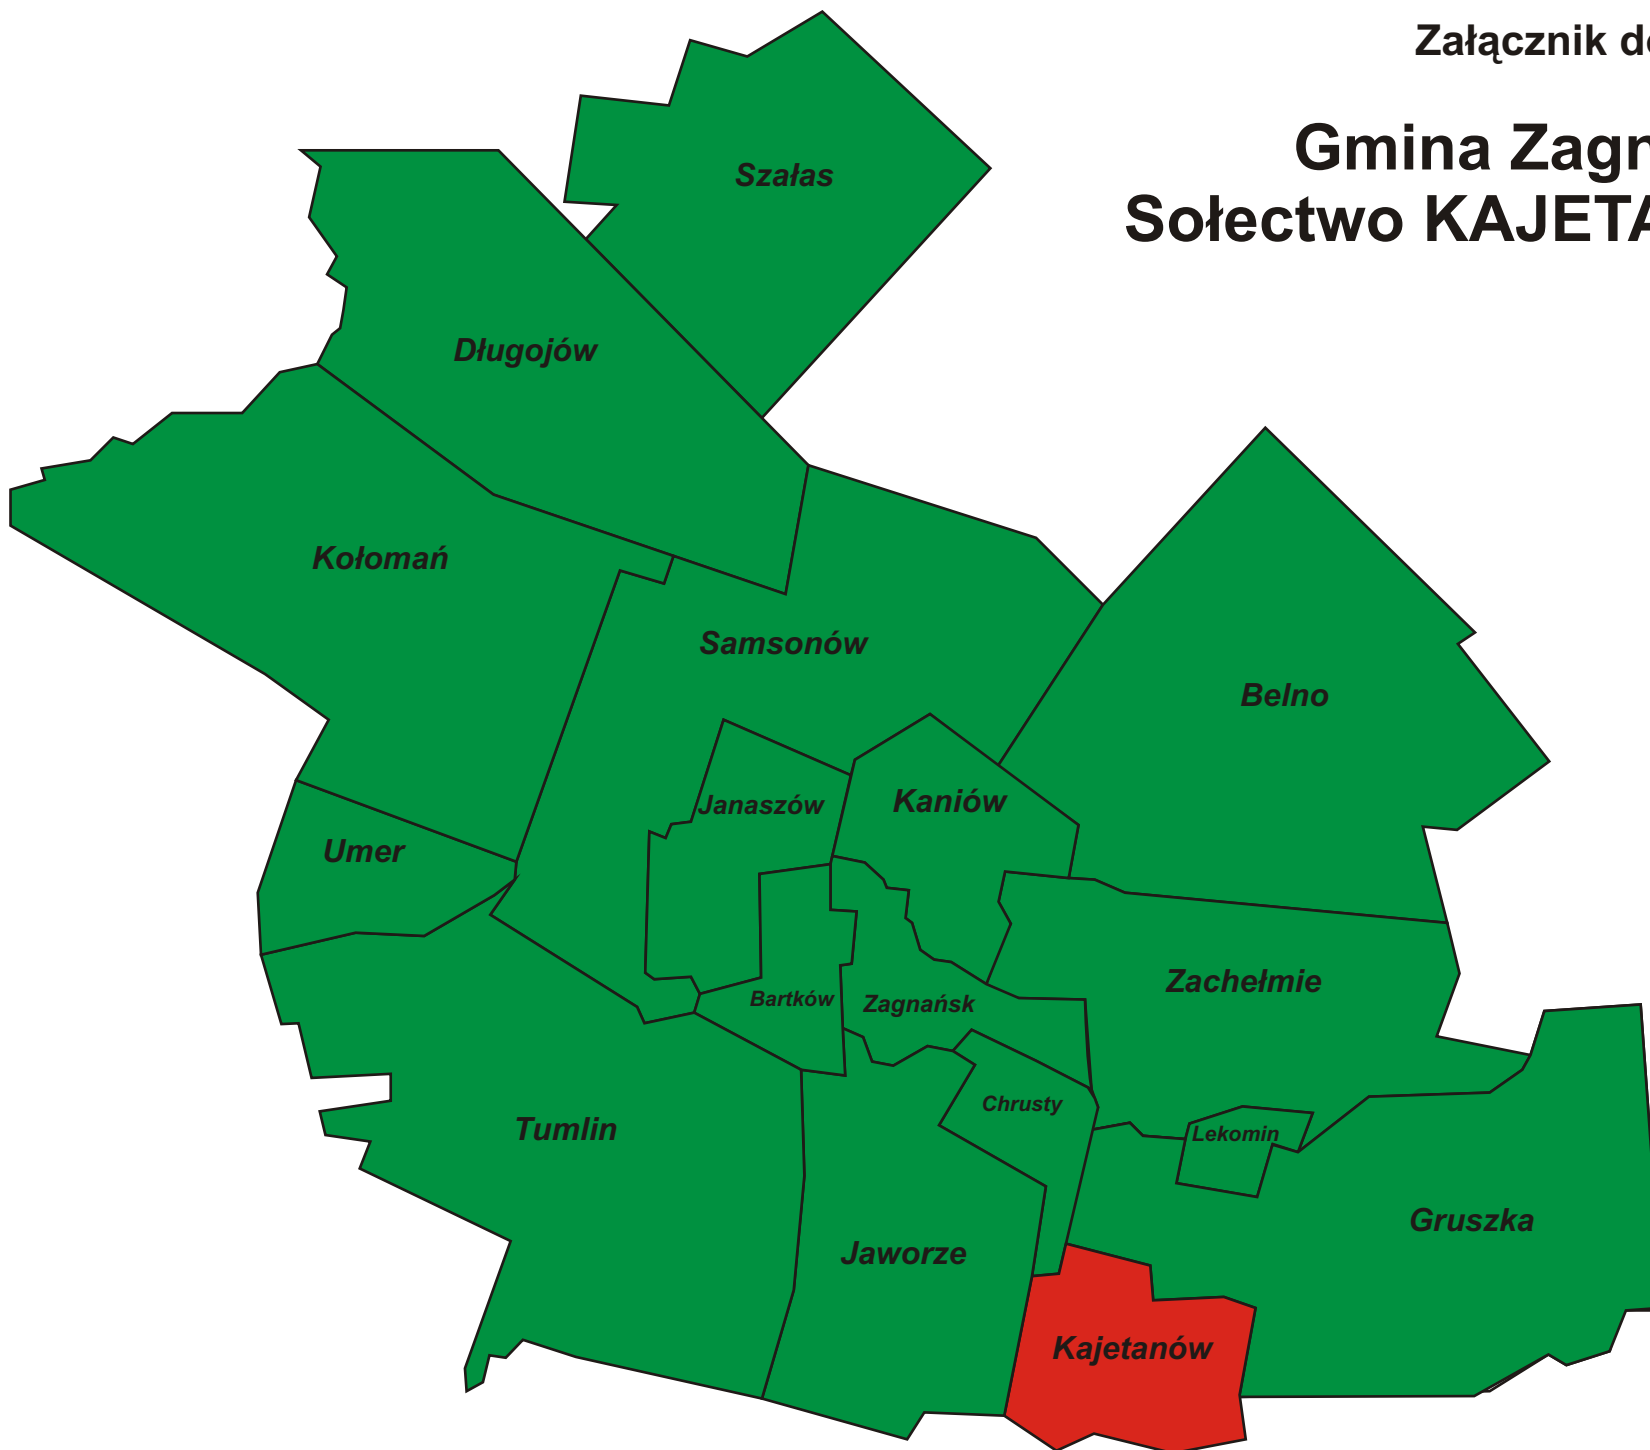 Załącznik do
Gmina Zagn
Sołectwo KAJETA
Szałas
Długojów
Kołomań
Samsonów
Belno
Janaszów
Kaniów
Umer
Zachełmie
Bartków
Zagnańsk
Chrusty
Tumlin
Lekomin
Gruszka
Jaworze
Kajetanów